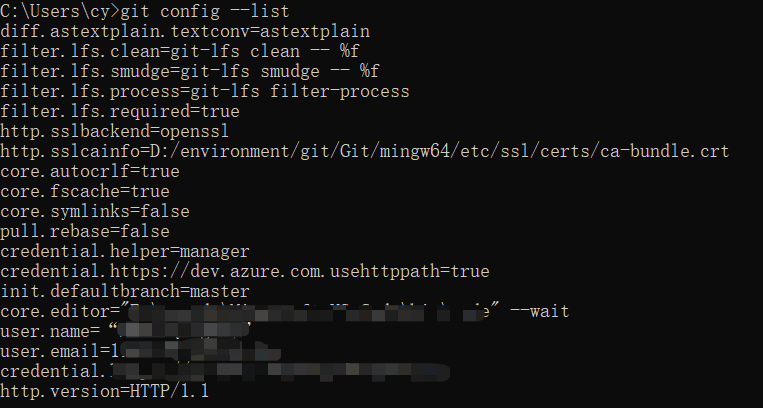 C:\Users\cy>git config --list
diff.astextplain.textconv=astextplain
filter.lfs.clean=git-lfs clean -- %f
filter.lfs.smudge=git-lfs smudge -- %f
filter.lfs.process=git-lfs filter-process
filter.lfs.required=true
http.sslbackend=openssl
http.sslcainfo=D:/environment/git/Git/mingw64/etc/ssl/certs/ca-bundle.crt
core.autocrlf=true
core.fscache=true
core.symlinks=false
pull.rebase=false
credential.helper=manager
credential.https://dev.azure.com.usehttppath=true
init.defaultbranch=master
core.editor=" " --wait
user.name=“
user.email=1
credential.
http.version=HTTP/1.1